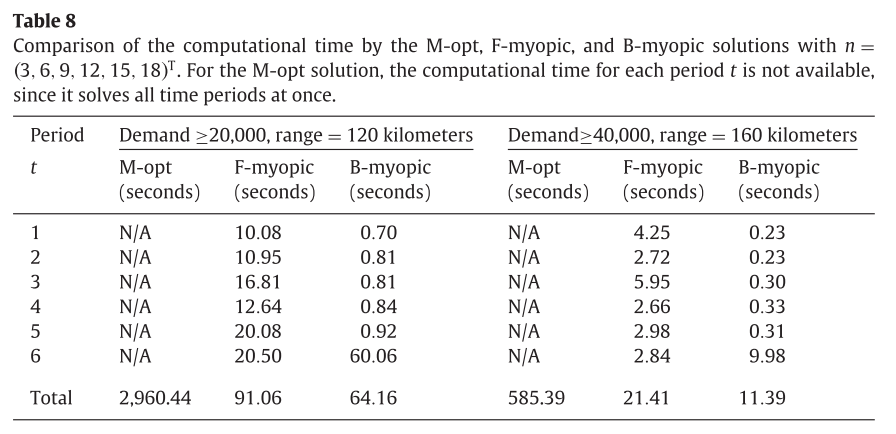 Table 8
Comparison of the computational time by the M-opt, F-myopic, and B-myopic solutions with n =
(3, 6, 9, 12, 15, 18)ᵀ. For the M-opt solution, the computational time for each period t is not available,
since it solves all time periods at once.
Period Demand ≥20,000, range = 120 kilometers Demand≥40,000, range = 160 kilometers
t M-opt F-myopic B-myopic M-opt F-myopic B-myopic
(seconds) (seconds) (seconds) (seconds) (seconds) (seconds)
1 N/A 10.08 0.70 N/A 4.25 0.23
2 N/A 10.95 0.81 N/A 2.72 0.23
3 N/A 16.81 0.81 N/A 5.95 0.30
4 N/A 12.64 0.84 N/A 2.66 0.33
5 N/A 20.08 0.92 N/A 2.98 0.31
6 N/A 20.50 60.06 N/A 2.84 9.98
Total 2,960.44 91.06 64.16 585.39 21.41 11.39